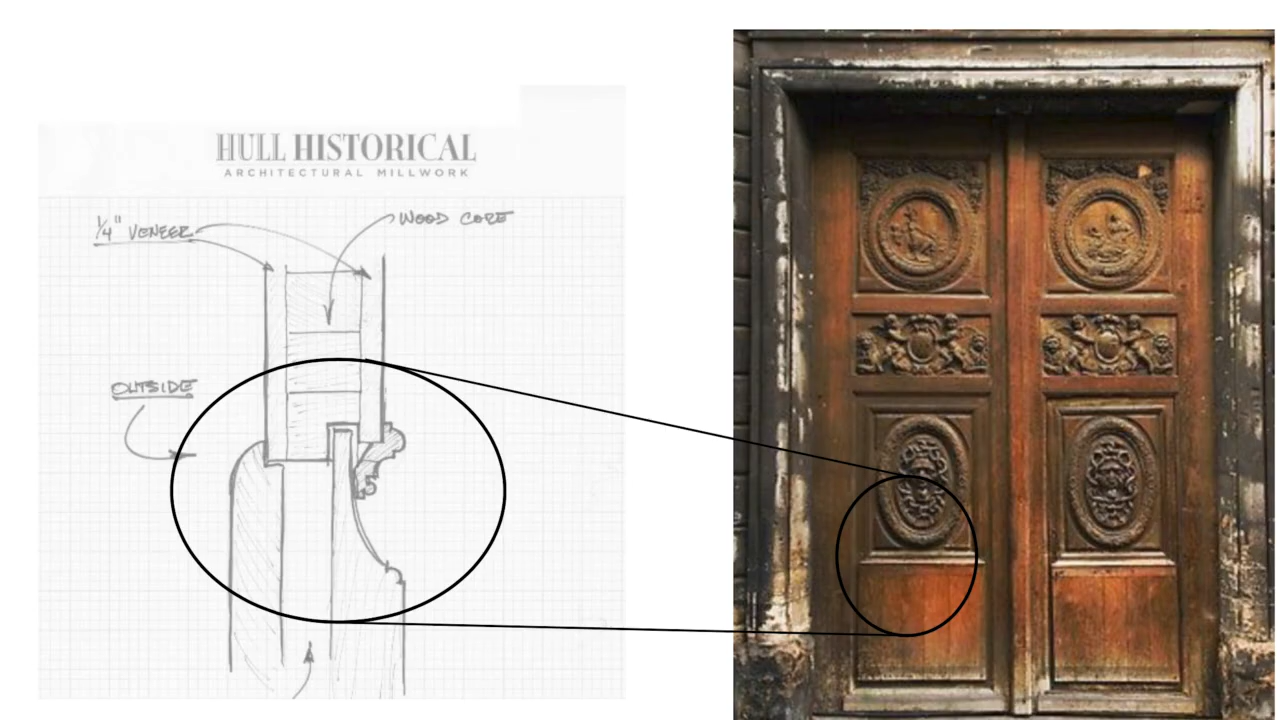 HULL HISTORICAL
ARCHITECTURAL MILLWORK
1/4" VENEER
WOOD CORE
OUTSIDE